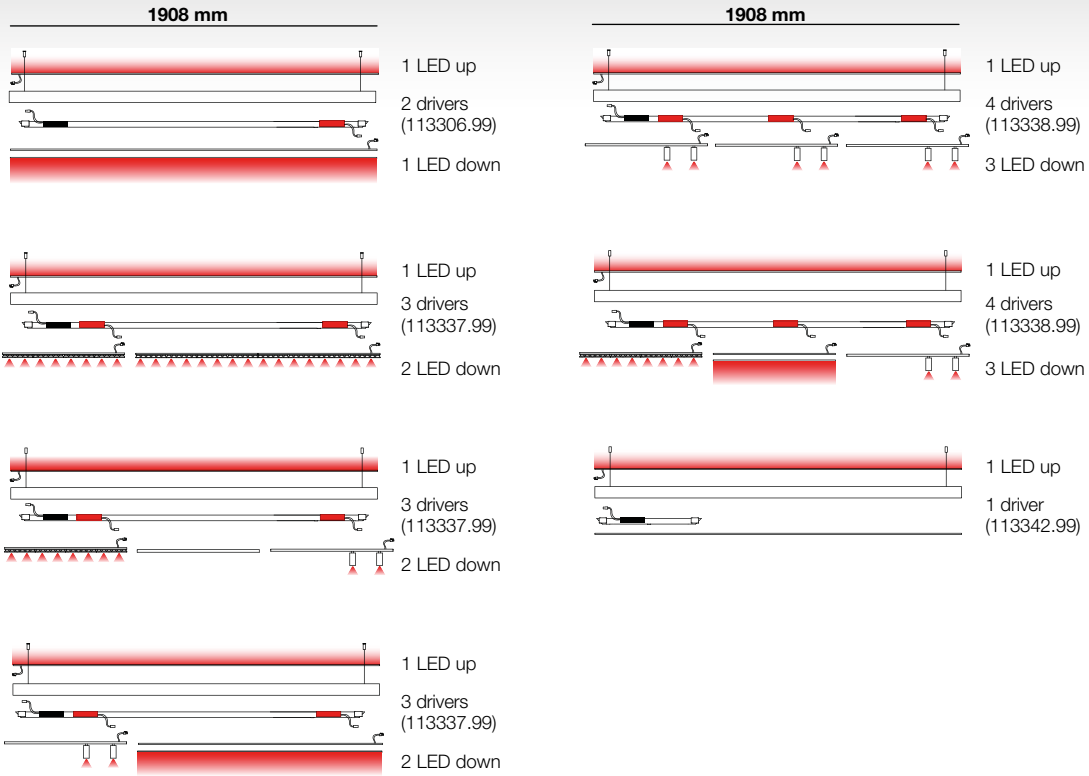 1908 mm
1 LED up
2 drivers
(113306.99)
1 LED down
1 LED up
3 drivers
(113337.99)
2 LED down
1 LED up
3 drivers
(113337.99)
2 LED down
1 LED up
3 drivers
(113337.99)
2 LED down
1908 mm
1 LED up
4 drivers
(113338.99)
3 LED down
1 LED up
4 drivers
(113338.99)
3 LED down
1 LED up
1 driver
(113342.99)